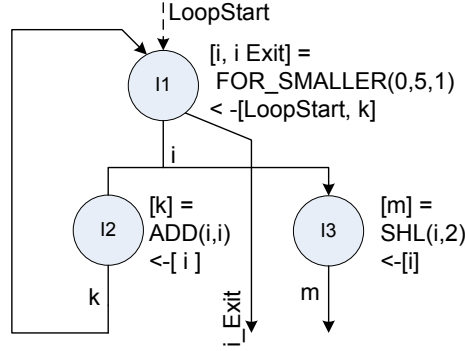 LoopStart
[i, i Exit] =
FOR_SMALLER(0,5,1)
< -[LoopStart, k]
I1
i
[k] =
ADD(i,i)
<-[ i ]
I2
[m] =
SHL(i,2)
<-[i]
I3
k
i_Exit
m